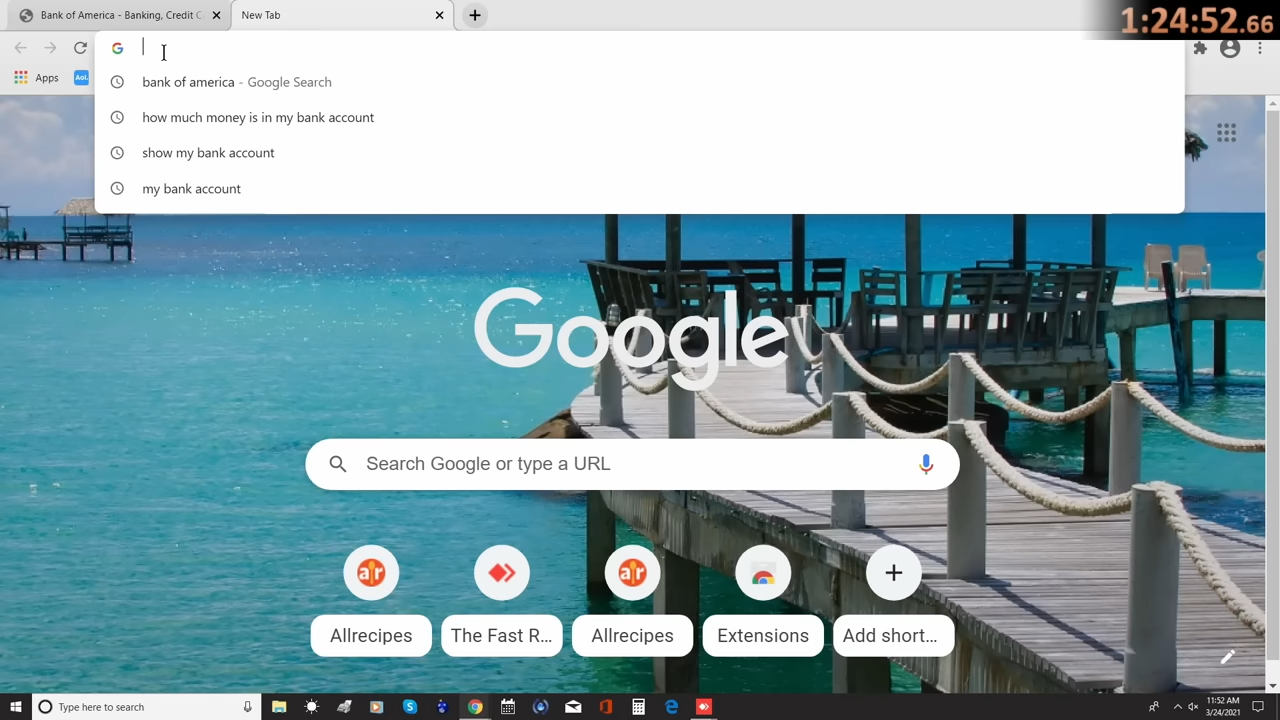 Bank of America - Banking, Credit C
New Tab
1:24:52.66
Apps
Aol.
bank of america - Google Search
how much money is in my bank account
show my bank account
my bank account
Google
Search Google or type a URL
Allrecipes
The Fast R...
Allrecipes
Extensions
Add short...
Type here to search
11:52 AM
3/24/2021